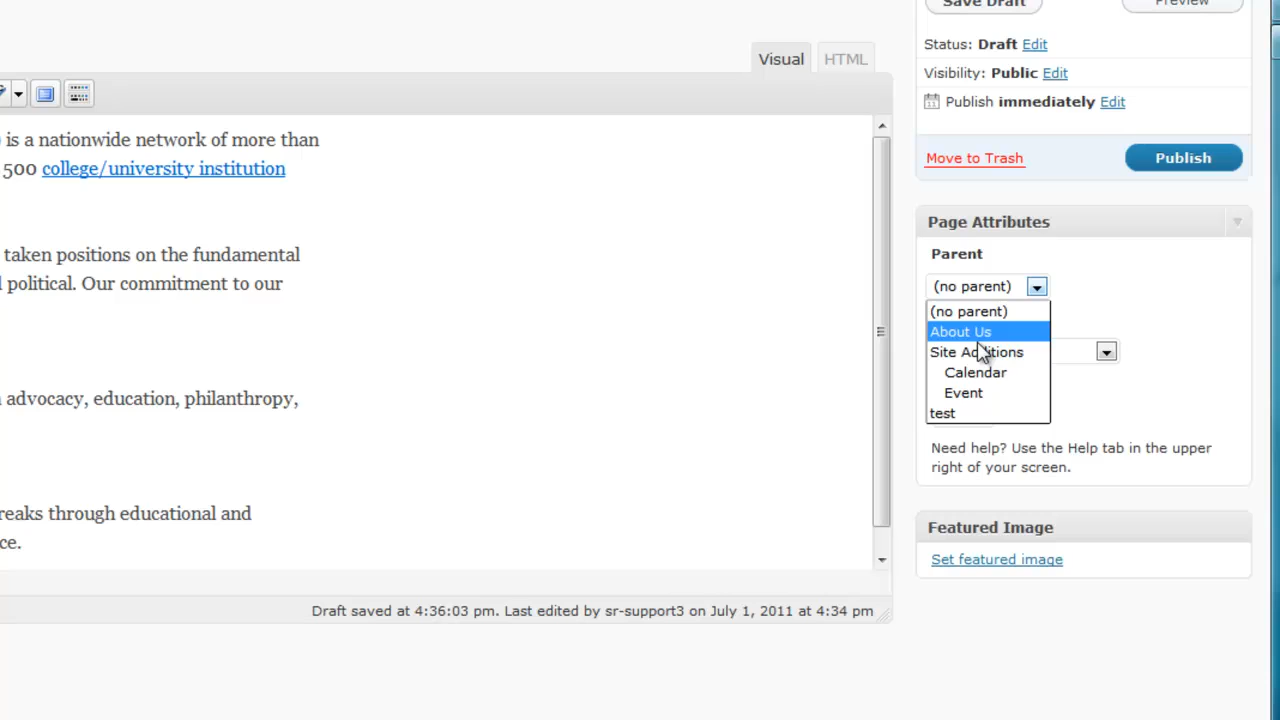 Save Draft
Preview
Status: Draft Edit
Visual
HTML
Visibility: Public Edit
Publish immediately Edit
is a nationwide network of more than
500 college/university institution
Move to Trash
Publish
Page Attributes
Parent
taken positions on the fundamental
political. Our commitment to our
(no parent)
(no parent)
About Us
Site Additions
Calendar
Event
test
advocacy, education, philanthropy,
Need help? Use the Help tab in the upper
right of your screen.
reaks through educational and
ce.
Featured Image
Set featured image
Draft saved at 4:36:03 pm. Last edited by sr-support3 on July 1, 2011 at 4:34 pm